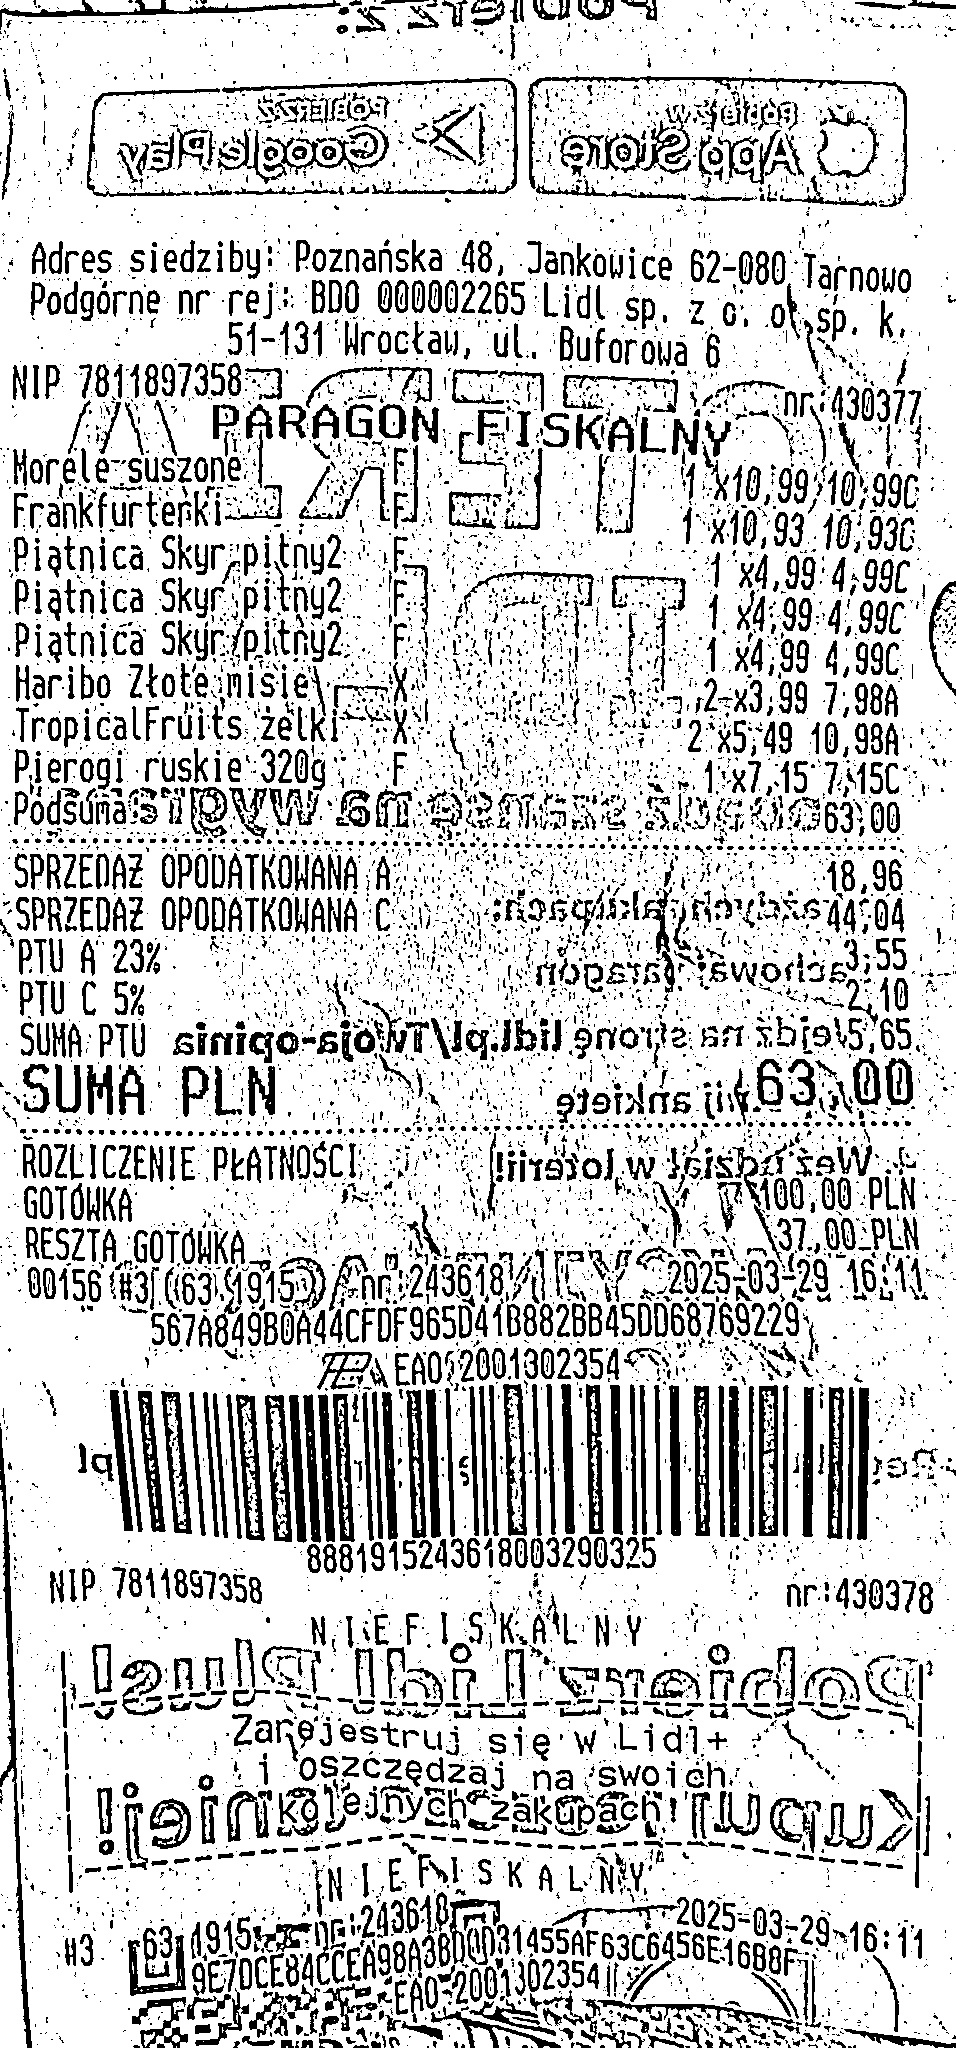 Adres siedziby: Poznańska 48, Jankowice 62-080 Tarnowo
Podgórne nr rej: BDO 000002265 Lidl sp. z o. o. sp. k.
51-131 Wrocław, ul. Buforowa 6
NIP 7811897358 nr:430377
PARAGON FISKALNY
Morele suszone F 1 x10,99 10,99C
Frankfurterki F 1 x10,93 10,93C
Piątnica Skyr pitny2 F 1 x4,99 4,99C
Piątnica Skyr pitny2 F 1 x4,99 4,99C
Piątnica Skyr pitny2 F 1 x4,99 4,99C
Haribo Złote misie X 2 x3,99 7,98A
TropicalFruits żelki X 2 x5,49 10,98A
Pierogi ruskie 320g F 1 x7,15 7,15C
Podsuma 63,00
SPRZEDAŻ OPODATKOWANA A 18,96
SPRZEDAŻ OPODATKOWANA C 44,04
PTU A 23% 3,55
PTU C 5% 2,10
SUMA PTU 5,65
SUMA PLN 63,00
ROZLICZENIE PŁATNOŚCI
GOTÓWKA 100,00 PLN
RESZTA GOTÓWKA 37,00 PLN
00156 #3 63 1915 nr:243618 2025-03-29 16:11
567A849B0A44CFDF965D41B882BB45DD68769229
EAO 2001302354
8881915243618003290325
NIP 7811897358 nr:430378
NIEFISKALNY
Zarejestruj się w Lidl+
i oszczędzaj na swoich
kolejnych zakupach!
NIEFISKALNY
#3 63 1915 nr:243618 2025-03-29 16:11
EAO 2001302354